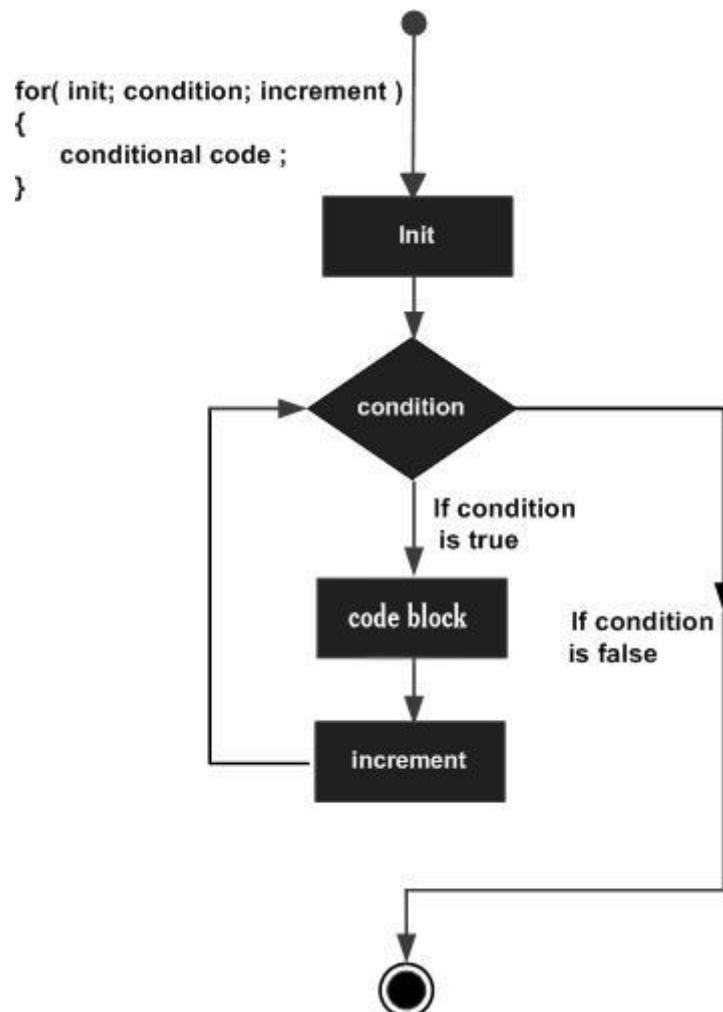 for( init; condition; increment )
{
conditional code ;
}
Init
condition
If condition
is true
code block
If condition
is false
increment